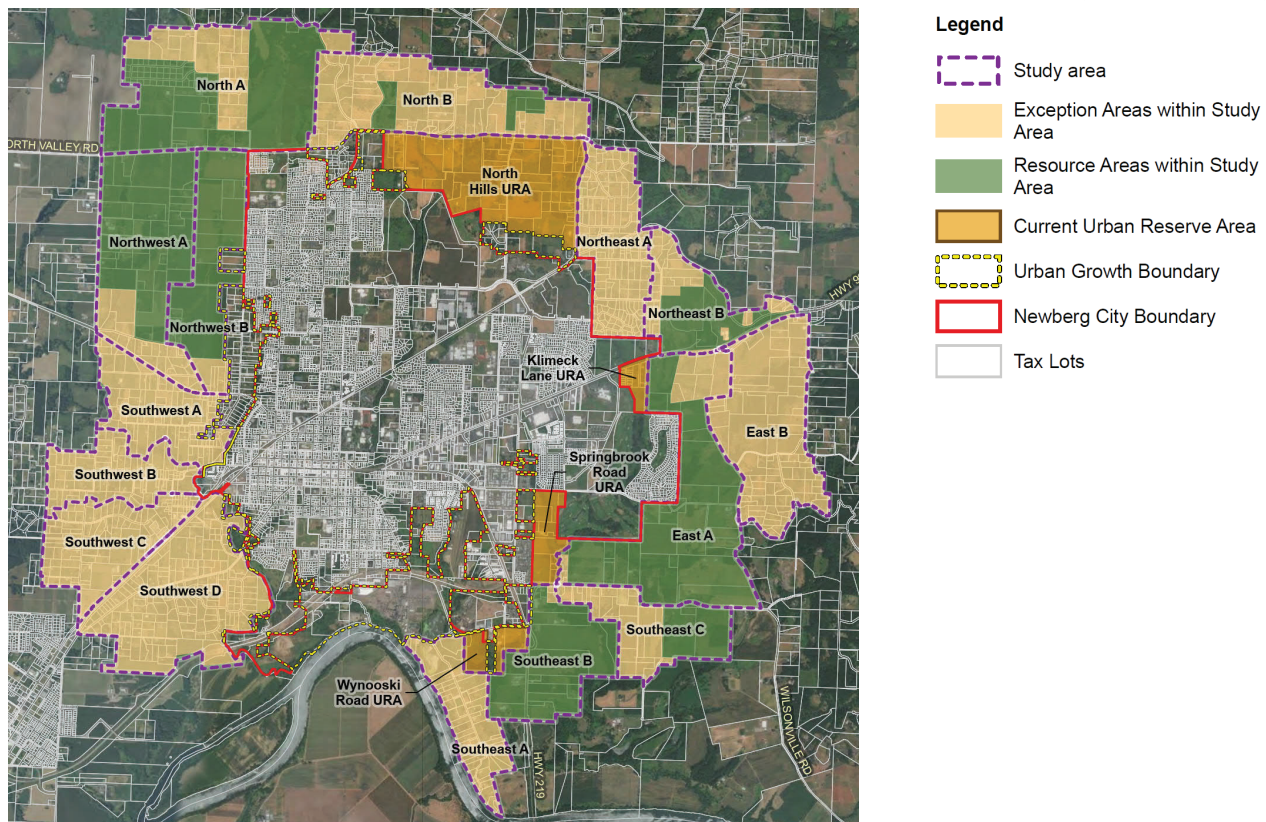 Legend
Study area
Exception Areas within Study
Area
Resource Areas within Study
Area
Current Urban Reserve Area
Urban Growth Boundary
Newberg City Boundary
Tax Lots
North A
North B
ORTH VALLEY RD
North
Hills URA
Northwest A
Northeast A
HWY 9
Northwest B
Northeast B
Klimeck
Lane URA
Southwest A
East B
Springbrook
Road
URA
Southwest B
Southwest C
East A
Southwest D
Southeast C
Southeast B
Wynooski
Road URA
WILSONVILLE RD
Southeast A
HWY 219